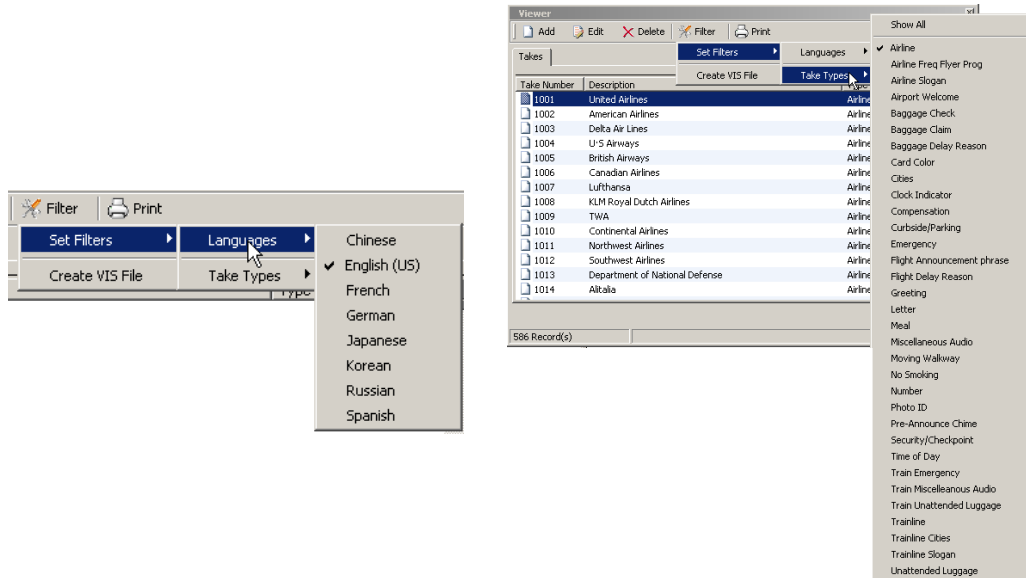 Filter Print
Set Filters Languages
Create VIS File Take Types
Type
Chinese
English (US)
French
German
Japanese
Korean
Russian
Spanish
Viewer
Add Edit Delete Filter Print
Takes
Set Filters Languages
Create VIS File Take Types
Take Number Description Type
1001 United Airlines Airline
1002 American Airlines Airline
1003 Delta Air Lines Airline
1004 U·S Airways Airline
1005 British Airways Airline
1006 Canadian Airlines Airline
1007 Lufthansa Airline
1008 KLM Royal Dutch Airlines Airline
1009 TWA Airline
1010 Continental Airlines Airline
1011 Northwest Airlines Airline
1012 Southwest Airlines Airline
1013 Department of National Defense Airline
1014 Alitalia Airline
586 Record(s)
Show All
Airline
Airline Freq Flyer Prog
Airline Slogan
Airport Welcome
Baggage Check
Baggage Claim
Baggage Delay Reason
Card Color
Cities
Clock Indicator
Compensation
Curbside/Parking
Emergency
Flight Announcement phrase
Flight Delay Reason
Greeting
Letter
Meal
Miscellaneous Audio
Moving Walkway
No Smoking
Number
Photo ID
Pre-Announce Chime
Security/Checkpoint
Time of Day
Train Emergency
Train Miscelleanous Audio
Train Unattended Luggage
Trainline
Trainline Cities
Trainline Slogan
Unattended Luggage